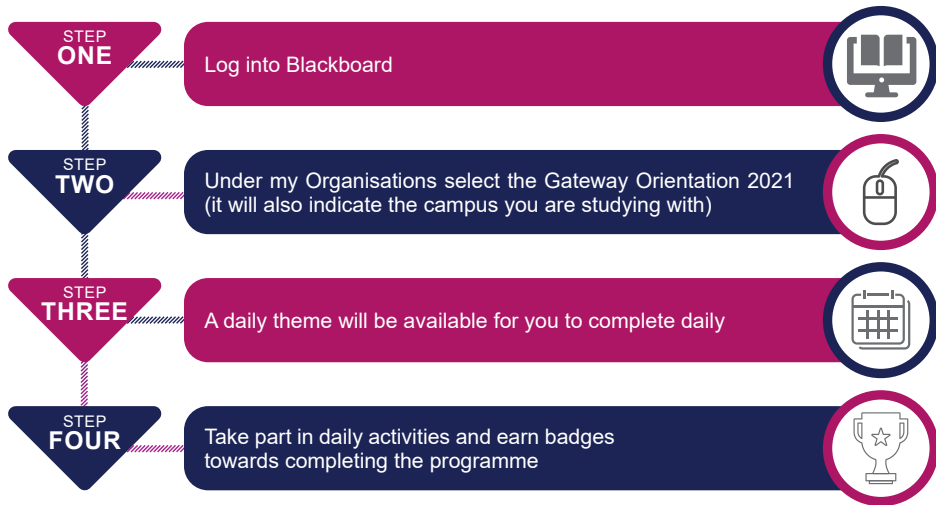 STEP
ONE
Log into Blackboard
STEP
TWO
Under my Organisations select the Gateway Orientation 2021
(it will also indicate the campus you are studying with)
STEP
THREE
A daily theme will be available for you to complete daily
STEP
FOUR
Take part in daily activities and earn badges
towards completing the programme